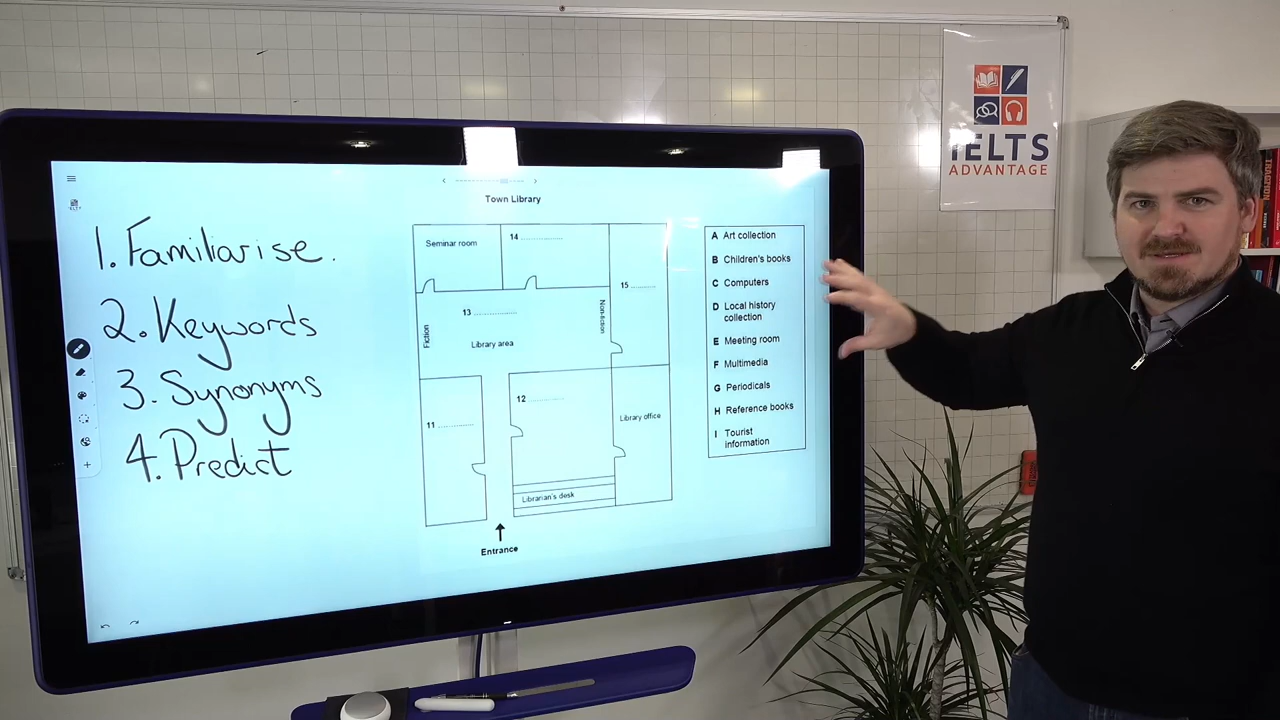 IELTS
ADVANTAGE
Town Library
1. Familiarise.
2. Keywords
3. Synonyms
4. Predict
Seminar room
14 ................
15 ..........
13 ................
Fiction
Non-fiction
Library area
12 .............
11 .............
Library office
Librarian's desk
Entrance
A Art collection
B Children's books
C Computers
D Local history
collection
E Meeting room
F Multimedia
G Periodicals
H Reference books
I Tourist
information